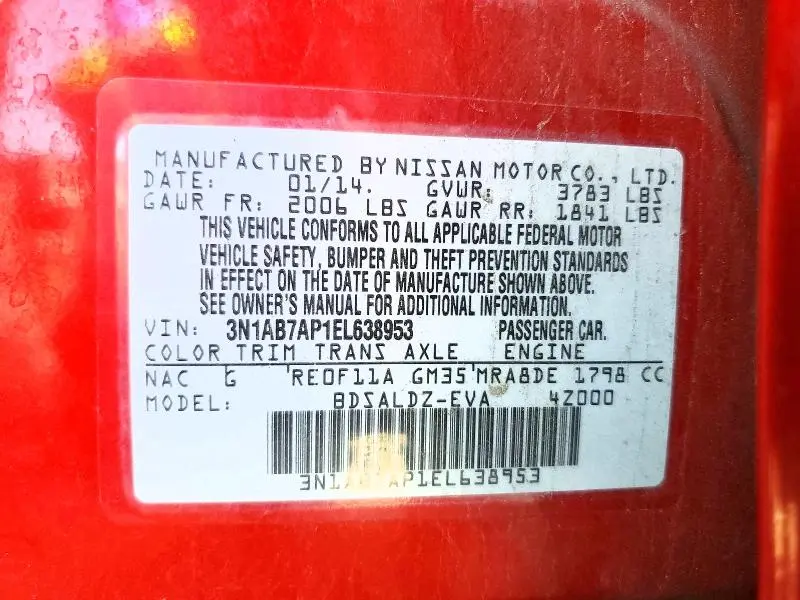 MANUFACTURED BY NISSAN MOTOR CO., LTD.
DATE: 01/14. GVWR: 3783 LBS
GAWR FR: 2006 LBS GAWR RR: 1841 LBS
THIS VEHICLE CONFORMS TO ALL APPLICABLE FEDERAL MOTOR
VEHICLE SAFETY, BUMPER AND THEFT PREVENTION STANDARDS
IN EFFECT ON THE DATE OF MANUFACTURE SHOWN ABOVE.
SEE OWNER'S MANUAL FOR ADDITIONAL INFORMATION.
VIN: 3N1AB7AP1EL638953 PASSENGER CAR.
COLOR TRIM TRANS AXLE ENGINE
NAC G RE0F11A GM35 MRA8DE 1798 CC
MODEL: BDSALDZ-EVA 4Z000
3N1A AP1EL638953